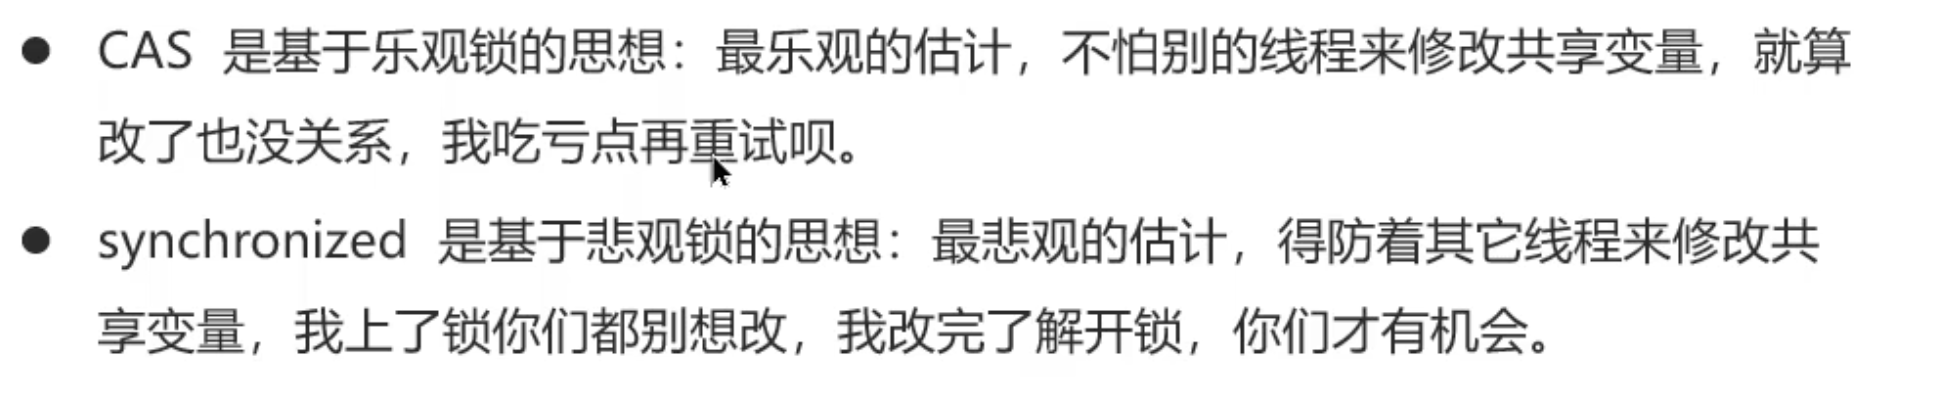 ● CAS 是基于乐观锁的思想：最乐观的估计，不怕别的线程来修改共享变量，就算
改了也没关系，我吃亏点再重试呗。
● synchronized 是基于悲观锁的思想：最悲观的估计，得防着其它线程来修改共
享变量，我上了锁你们都别想改，我改完了解开锁，你们才有机会。